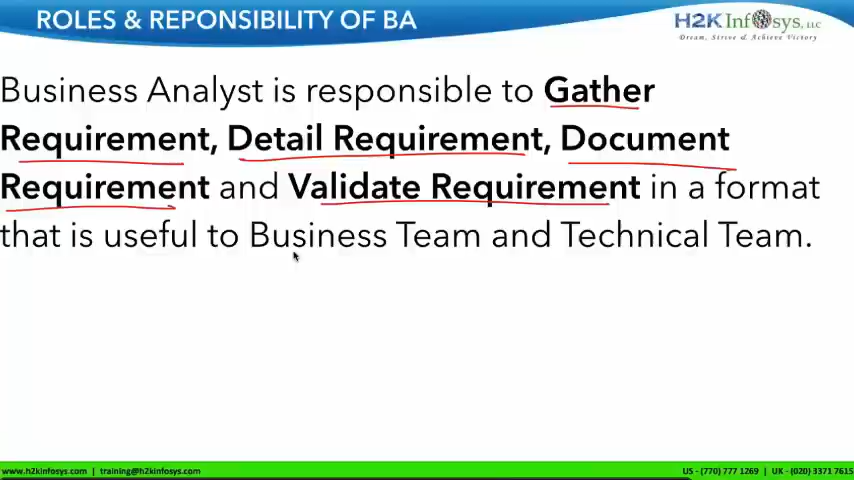 ROLES & REPONSIBILITY OF BA
H2K Infosys, LLC
Dream, Strive & Achieve Victory
Business Analyst is responsible to Gather
Requirement, Detail Requirement, Document
Requirement and Validate Requirement in a format
that is useful to Business Team and Technical Team.
www.h2kinfosys.com | training@h2kinfosys.com
US - (770) 777 1269 | UK - (020) 3371 7615